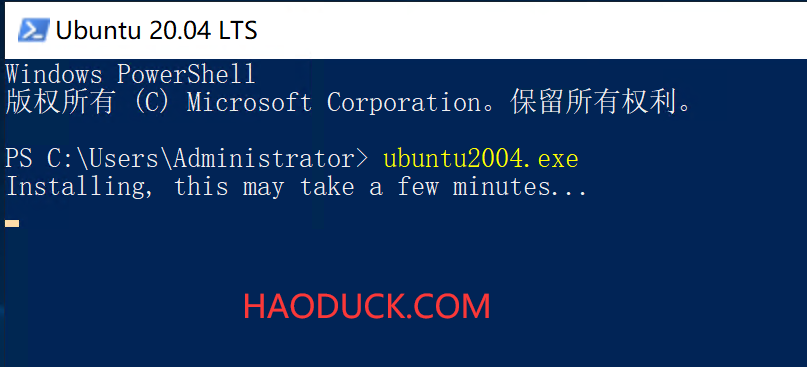 Ubuntu 20.04 LTS
Windows PowerShell
版权所有 (C) Microsoft Corporation。保留所有权利。
PS C:\Users\Administrator> ubuntu2004.exe
Installing, this may take a few minutes...
HAODUCK.COM